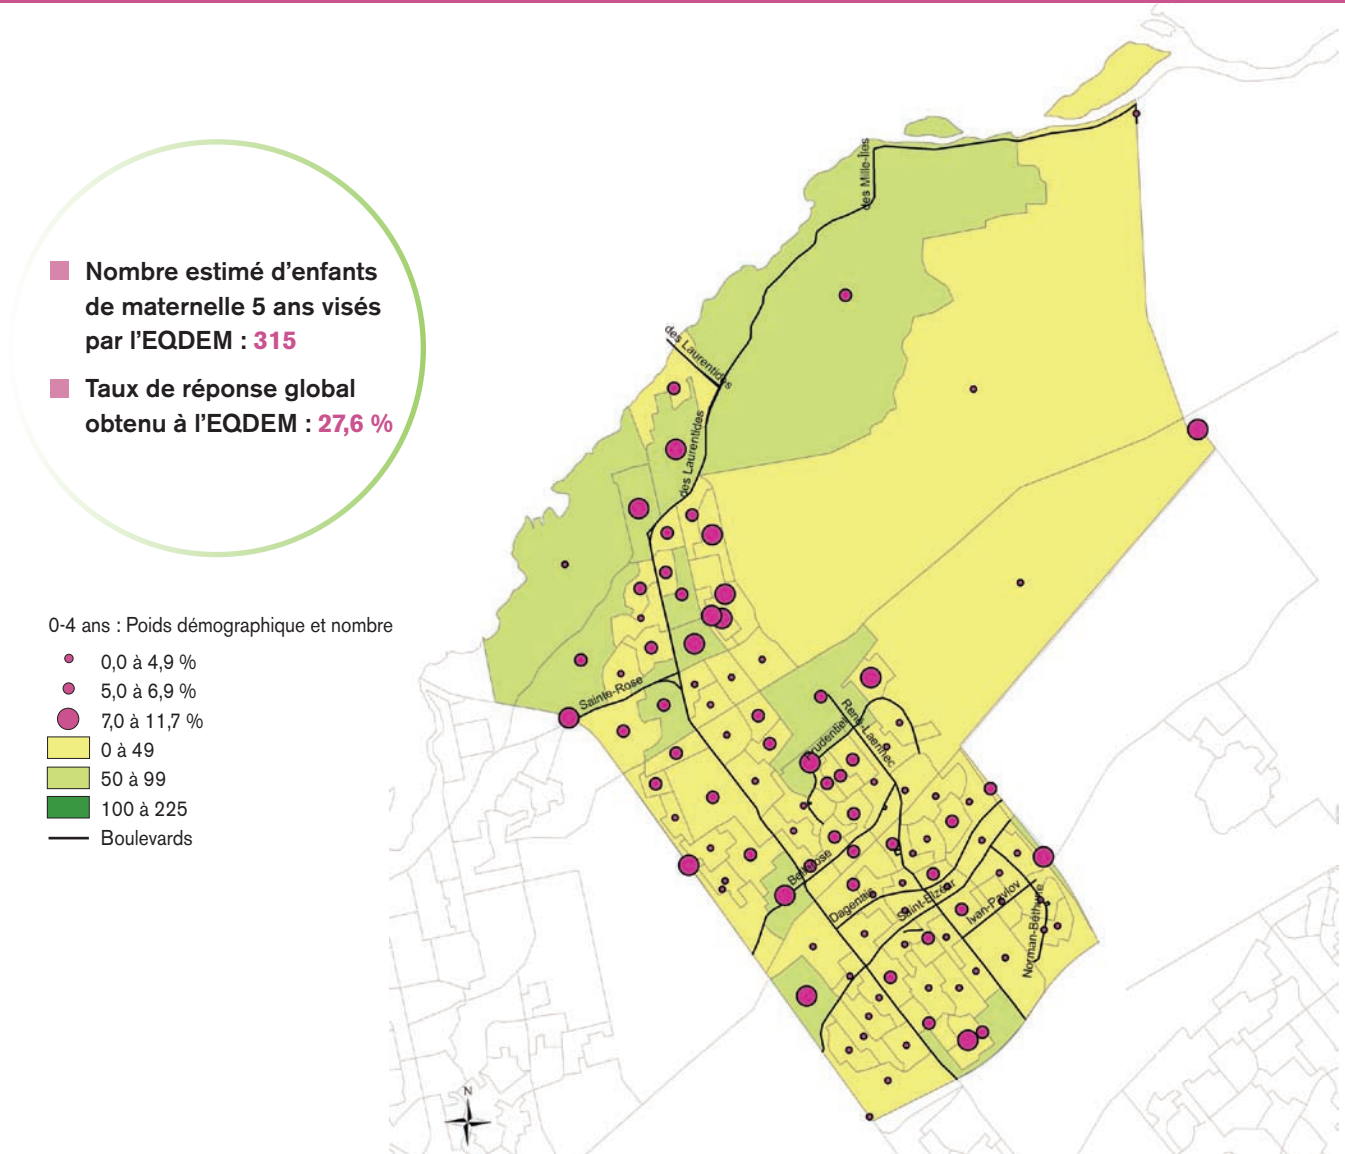 Nombre estimé d'enfants
de maternelle 5 ans visés
par l'EQDEM : 315
Taux de réponse global
obtenu à l'EQDEM : 27,6 %
0-4 ans : Poids démographique et nombre
0,0 à 4,9 %
5,0 à 6,9 %
7,0 à 11,7 %
0 à 49
50 à 99
100 à 225
Boulevards
des Mille-Îles
des Laurentides
des Laurentides
Sainte-Rose
René-Laennec
Prudentiel
Bellerose
Dagenais
Saint-Elzéar
Ivan-Pavlov
Norman-Béthune
N